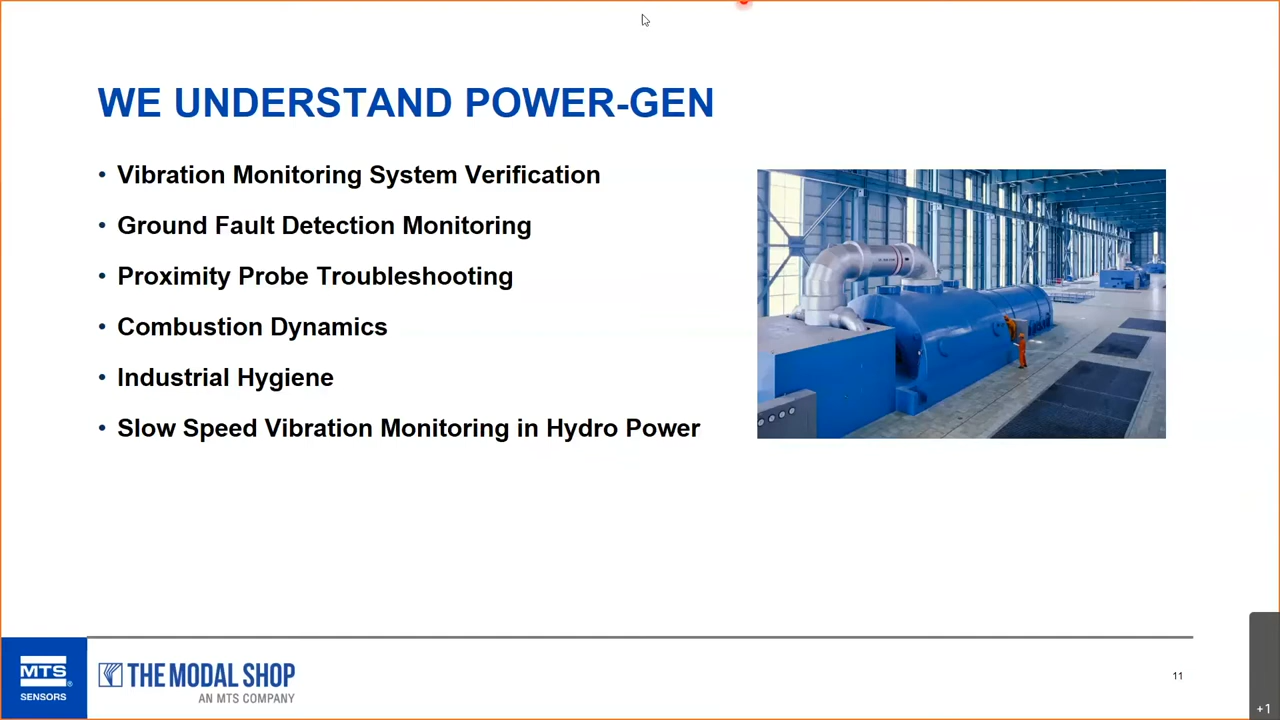 WE UNDERSTAND POWER-GEN
• Vibration Monitoring System Verification
• Ground Fault Detection Monitoring
• Proximity Probe Troubleshooting
• Combustion Dynamics
• Industrial Hygiene
• Slow Speed Vibration Monitoring in Hydro Power
MTS®
SENSORS
THE MODAL SHOP
AN MTS COMPANY
11
+1